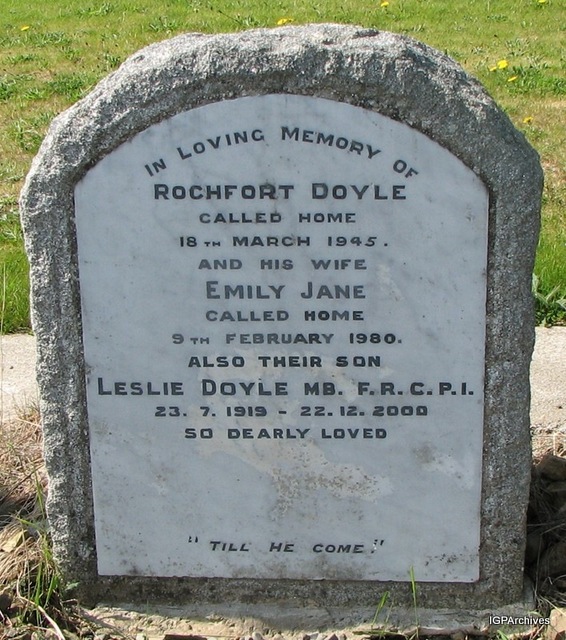 IN LOVING MEMORY OF
ROCHFORT DOYLE
CALLED HOME
18TH MARCH 1945.
AND HIS WIFE
EMILY JANE
CALLED HOME
9TH FEBRUARY 1980.
ALSO THEIR SON
LESLIE DOYLE MB. F.R.C.P.I.
23. 7. 1919 - 22. 12. 2000
SO DEARLY LOVED
"TILL HE COME."
IGPArchives